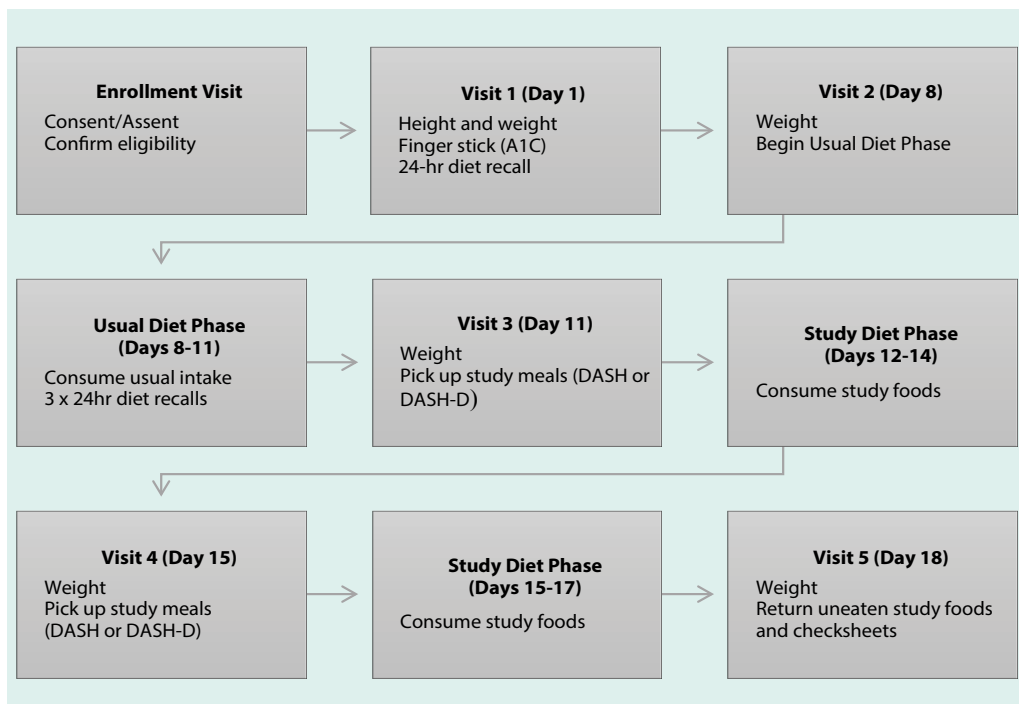 Enrollment Visit
Consent/Assent
Confirm eligibility
Visit 1 (Day 1)
Height and weight
Finger stick (A1C)
24-hr diet recall
Visit 2 (Day 8)
Weight
Begin Usual Diet Phase
Usual Diet Phase
(Days 8-11)
Consume usual intake
3 x 24hr diet recalls
Visit 3 (Day 11)
Weight
Pick up study meals (DASH or
DASH-D)
Study Diet Phase
(Days 12-14)
Consume study foods
Visit 4 (Day 15)
Weight
Pick up study meals
(DASH or DASH-D)
Study Diet Phase
(Days 15-17)
Consume study foods
Visit 5 (Day 18)
Weight
Return uneaten study foods
and checksheets